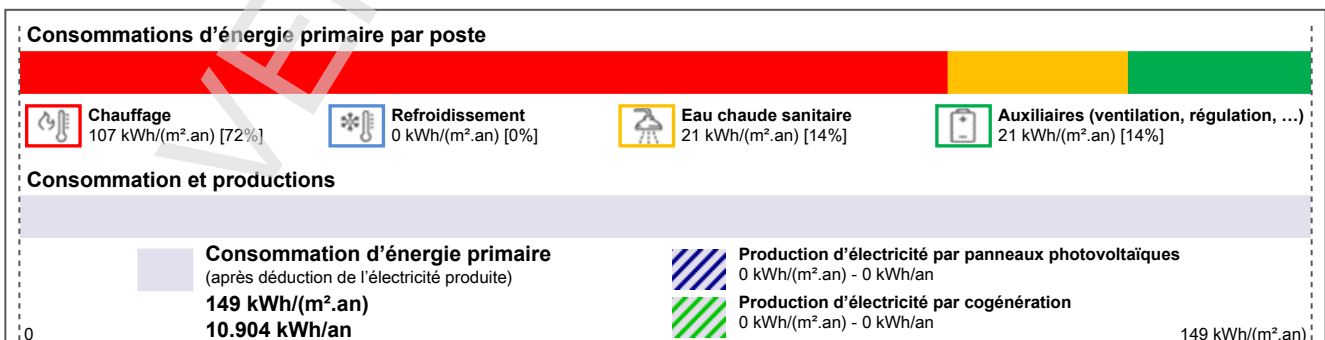 Consommations d'énergie primaire par poste
Chauffage
107 kWh/(m².an) [72%]
Refroidissement
0 kWh/(m².an) [0%]
Eau chaude sanitaire
21 kWh/(m².an) [14%]
Auxiliaires (ventilation, régulation, …)
21 kWh/(m².an) [14%]
Consommation et productions
Consommation d'énergie primaire
(après déduction de l'électricité produite)
149 kWh/(m².an)
10.904 kWh/an
Production d'électricité par panneaux photovoltaïques
0 kWh/(m².an) - 0 kWh/an
Production d'électricité par cogénération
0 kWh/(m².an) - 0 kWh/an
0
149 kWh/(m².an)
VE